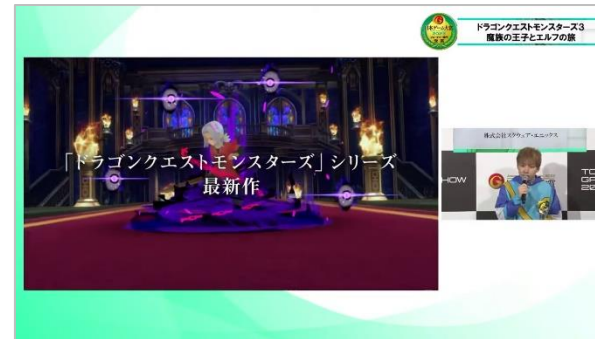 ドラゴンクエストモンスターズ3
魔族の王子とエルフの旅
「ドラゴンクエストモンスターズ」シリーズ
最新作
株式会社スクウェア・エニックス
HOW